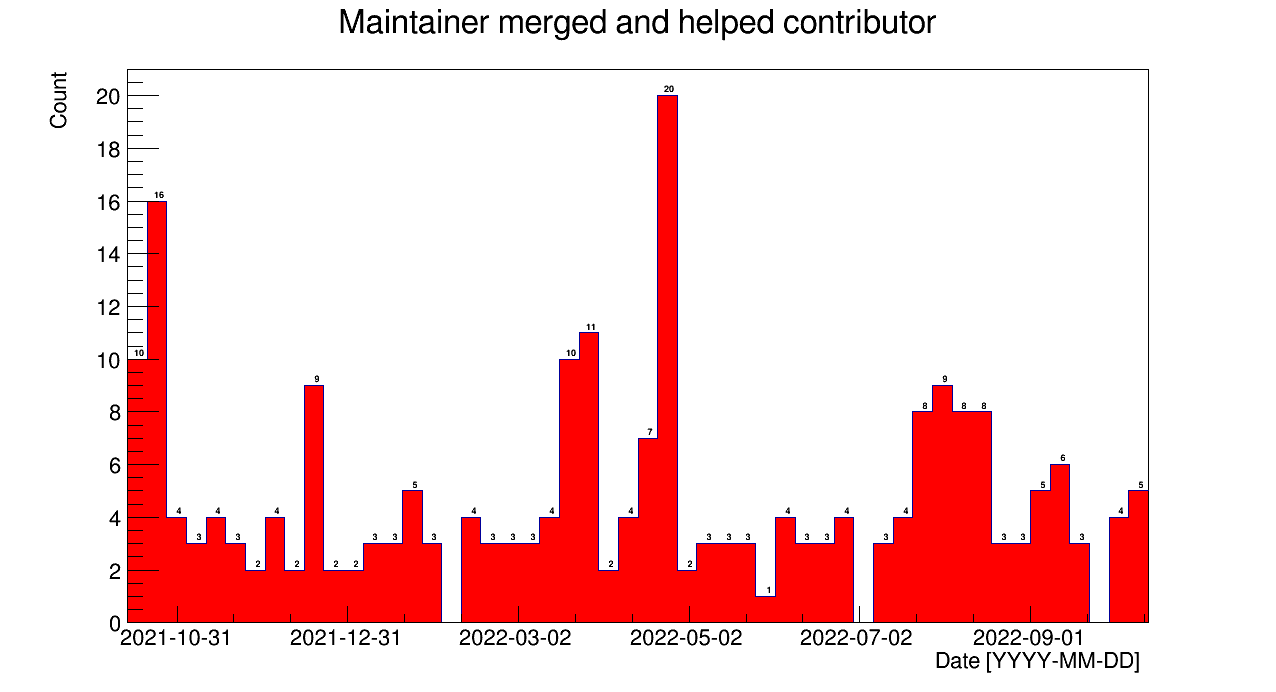 Maintainer merged and helped contributor
Count
20
18
16
14
12
10
8
6
4
2
0
10 16 4 3 4 3 2 4 2 9 2 2 3 3 5 3 4 3 3 3 4 10 11 2 4 7 20 2 3 3 3 1 4 3 3 4 3 4 8 9 8 8 3 3 5 6 3 4 5
2021-10-31 2021-12-31 2022-03-02 2022-05-02 2022-07-02 2022-09-01
Date [YYYY-MM-DD]